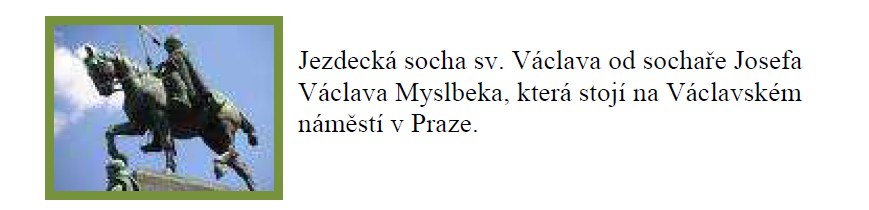 Jezdecká socha sv. Václava od sochaře Josefa
Václava Myslbeka, která stojí na Václavském
náměstí v Praze.